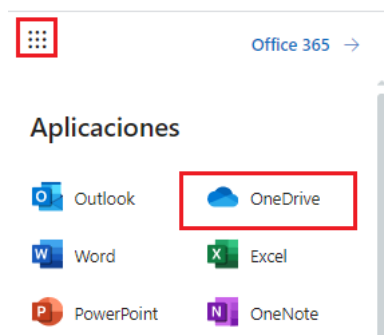 Office 365 →
Aplicaciones
Outlook OneDrive
Word Excel
PowerPoint OneNote